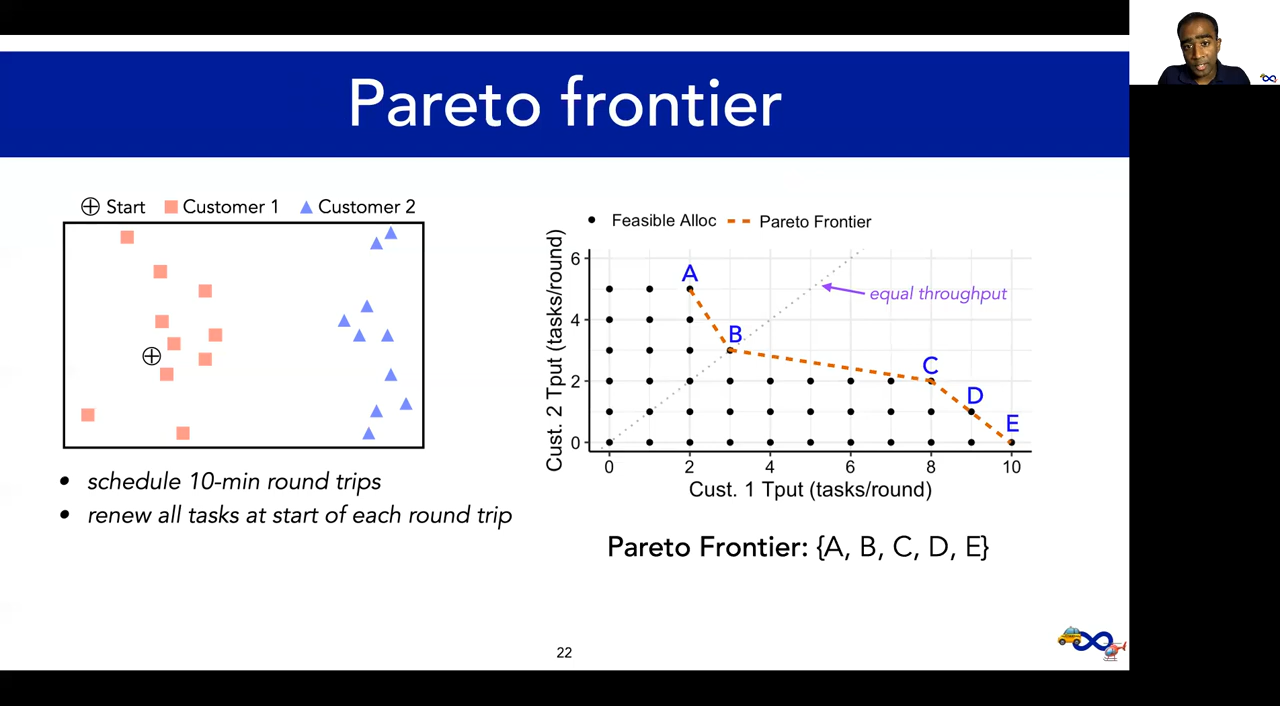 Pareto frontier
Start Customer 1 Customer 2
• schedule 10-min round trips
• renew all tasks at start of each round trip
Feasible Alloc Pareto Frontier
Cust. 2 Tput (tasks/round)
6
4
2
0
A
B
C
D
E
equal throughput
0 2 4 6 8 10
Cust. 1 Tput (tasks/round)
Pareto Frontier: {A, B, C, D, E}
22